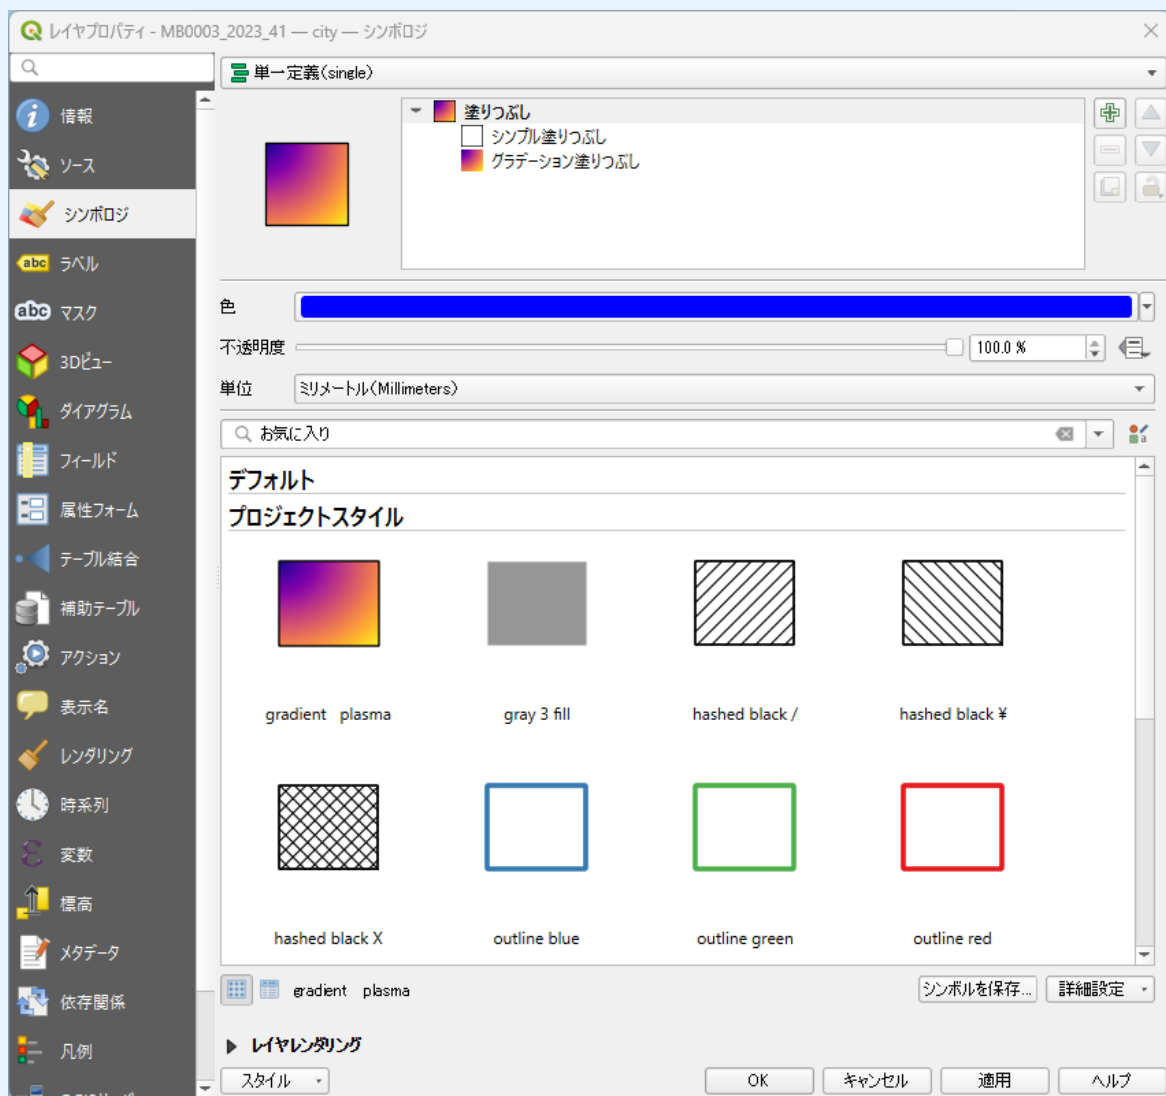 レイヤプロパティ - MB0003_2023_41 — city — シンボロジ
単一定義(single)
情報
ソース
シンボロジ
abc ラベル
abc マスク
3Dビュー
ダイアグラム
フィールド
属性フォーム
テーブル結合
補助テーブル
アクション
表示名
レンダリング
時系列
変数
標高
メタデータ
依存関係
凡例
塗りつぶし
シンプル塗りつぶし
グラデーション塗りつぶし
色
不透明度 100.0 %
単位 ミリメートル(Millimeters)
お気に入り
デフォルト
プロジェクトスタイル
gradient plasma
gray 3 fill
hashed black /
hashed black ¥
hashed black X
outline blue
outline green
outline red
gradient plasma
シンボルを保存...
詳細設定
レイヤレンダリング
スタイル
OK
キャンセル
適用
ヘルプ